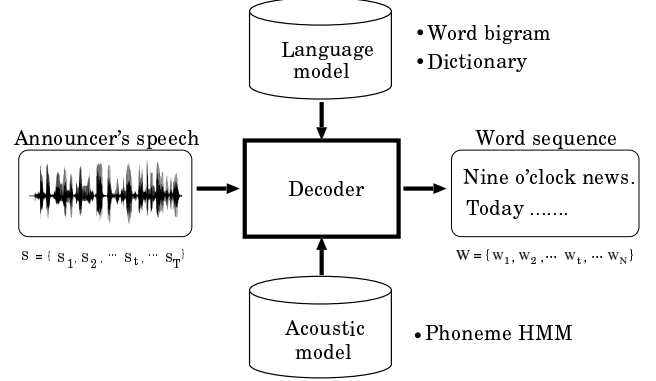 Language
model
• Word bigram
• Dictionary
Announcer's speech
Decoder
Word sequence
Nine o'clock news.
Today .......
S = { S1, S2, ... St, ... ST}
W = {W1, W2 ,... Wt, ... WN}
Acoustic
model
• Phoneme HMM